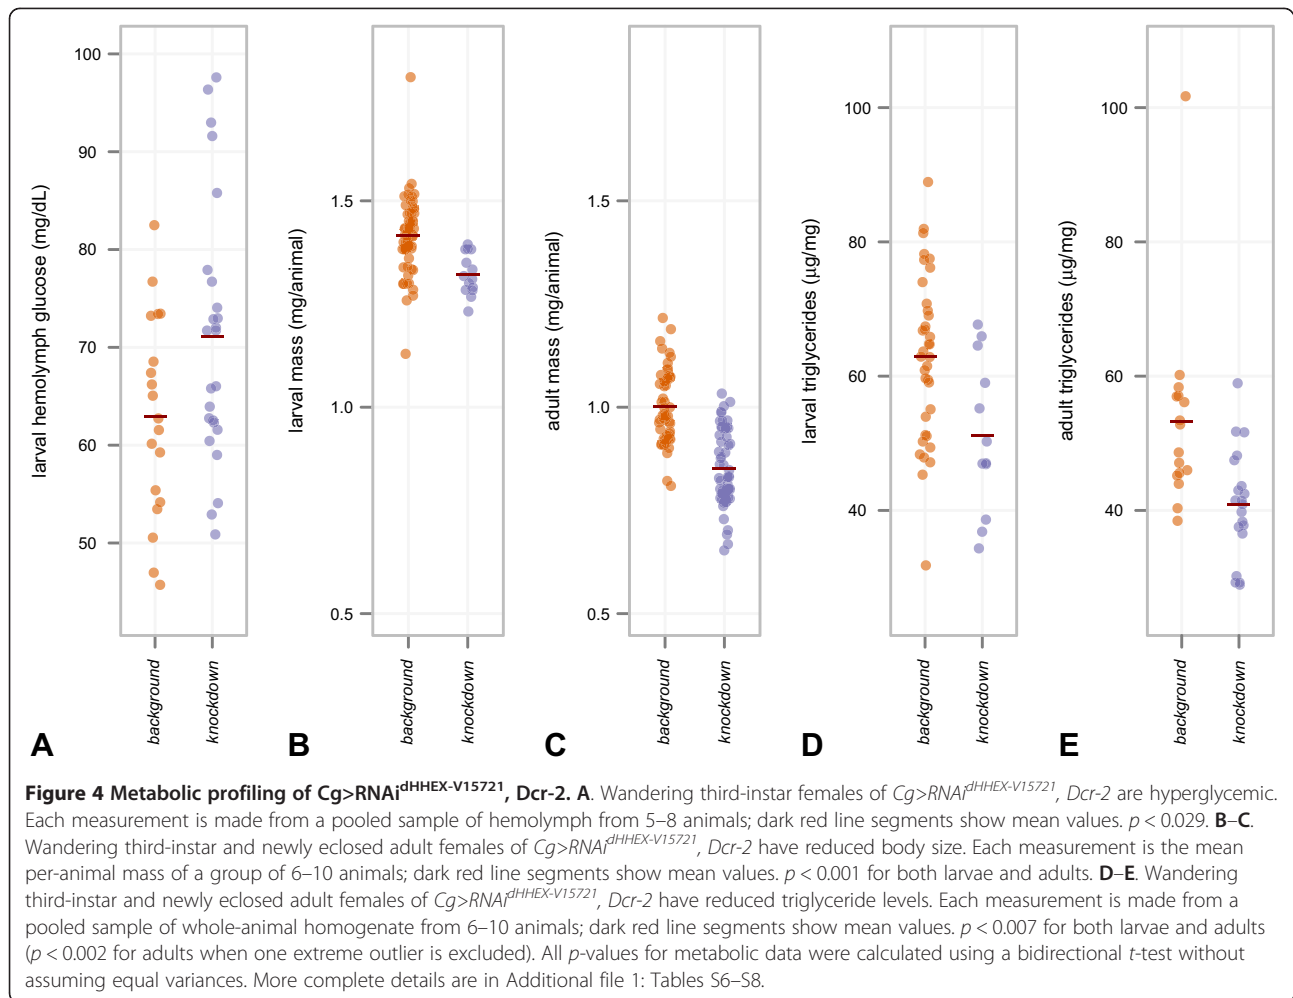 larval hemolymph glucose (mg/dL)
100
90
80
70
60
50
background
knockdown
A
larval mass (mg/animal)
1.5
1.0
0.5
background
knockdown
B
adult mass (mg/animal)
1.5
1.0
0.5
background
knockdown
C
larval triglycerides (µg/mg)
100
80
60
40
background
knockdown
D
adult triglycerides (µg/mg)
100
80
60
40
background
knockdown
E
Figure 4 Metabolic profiling of Cg>RNAi^dHHEX-V15721, Dcr-2. A. Wandering third-instar females of Cg>RNAi^dHHEX-V15721, Dcr-2 are hyperglycemic.
Each measurement is made from a pooled sample of hemolymph from 5–8 animals; dark red line segments show mean values. p < 0.029. B–C.
Wandering third-instar and newly eclosed adult females of Cg>RNAi^dHHEX-V15721, Dcr-2 have reduced body size. Each measurement is the mean
per-animal mass of a group of 6–10 animals; dark red line segments show mean values. p < 0.001 for both larvae and adults. D–E. Wandering
third-instar and newly eclosed adult females of Cg>RNAi^dHHEX-V15721, Dcr-2 have reduced triglyceride levels. Each measurement is made from a
pooled sample of whole-animal homogenate from 6–10 animals; dark red line segments show mean values. p < 0.007 for both larvae and adults
(p < 0.002 for adults when one extreme outlier is excluded). All p-values for metabolic data were calculated using a bidirectional t-test without
assuming equal variances. More complete details are in Additional file 1: Tables S6–S8.